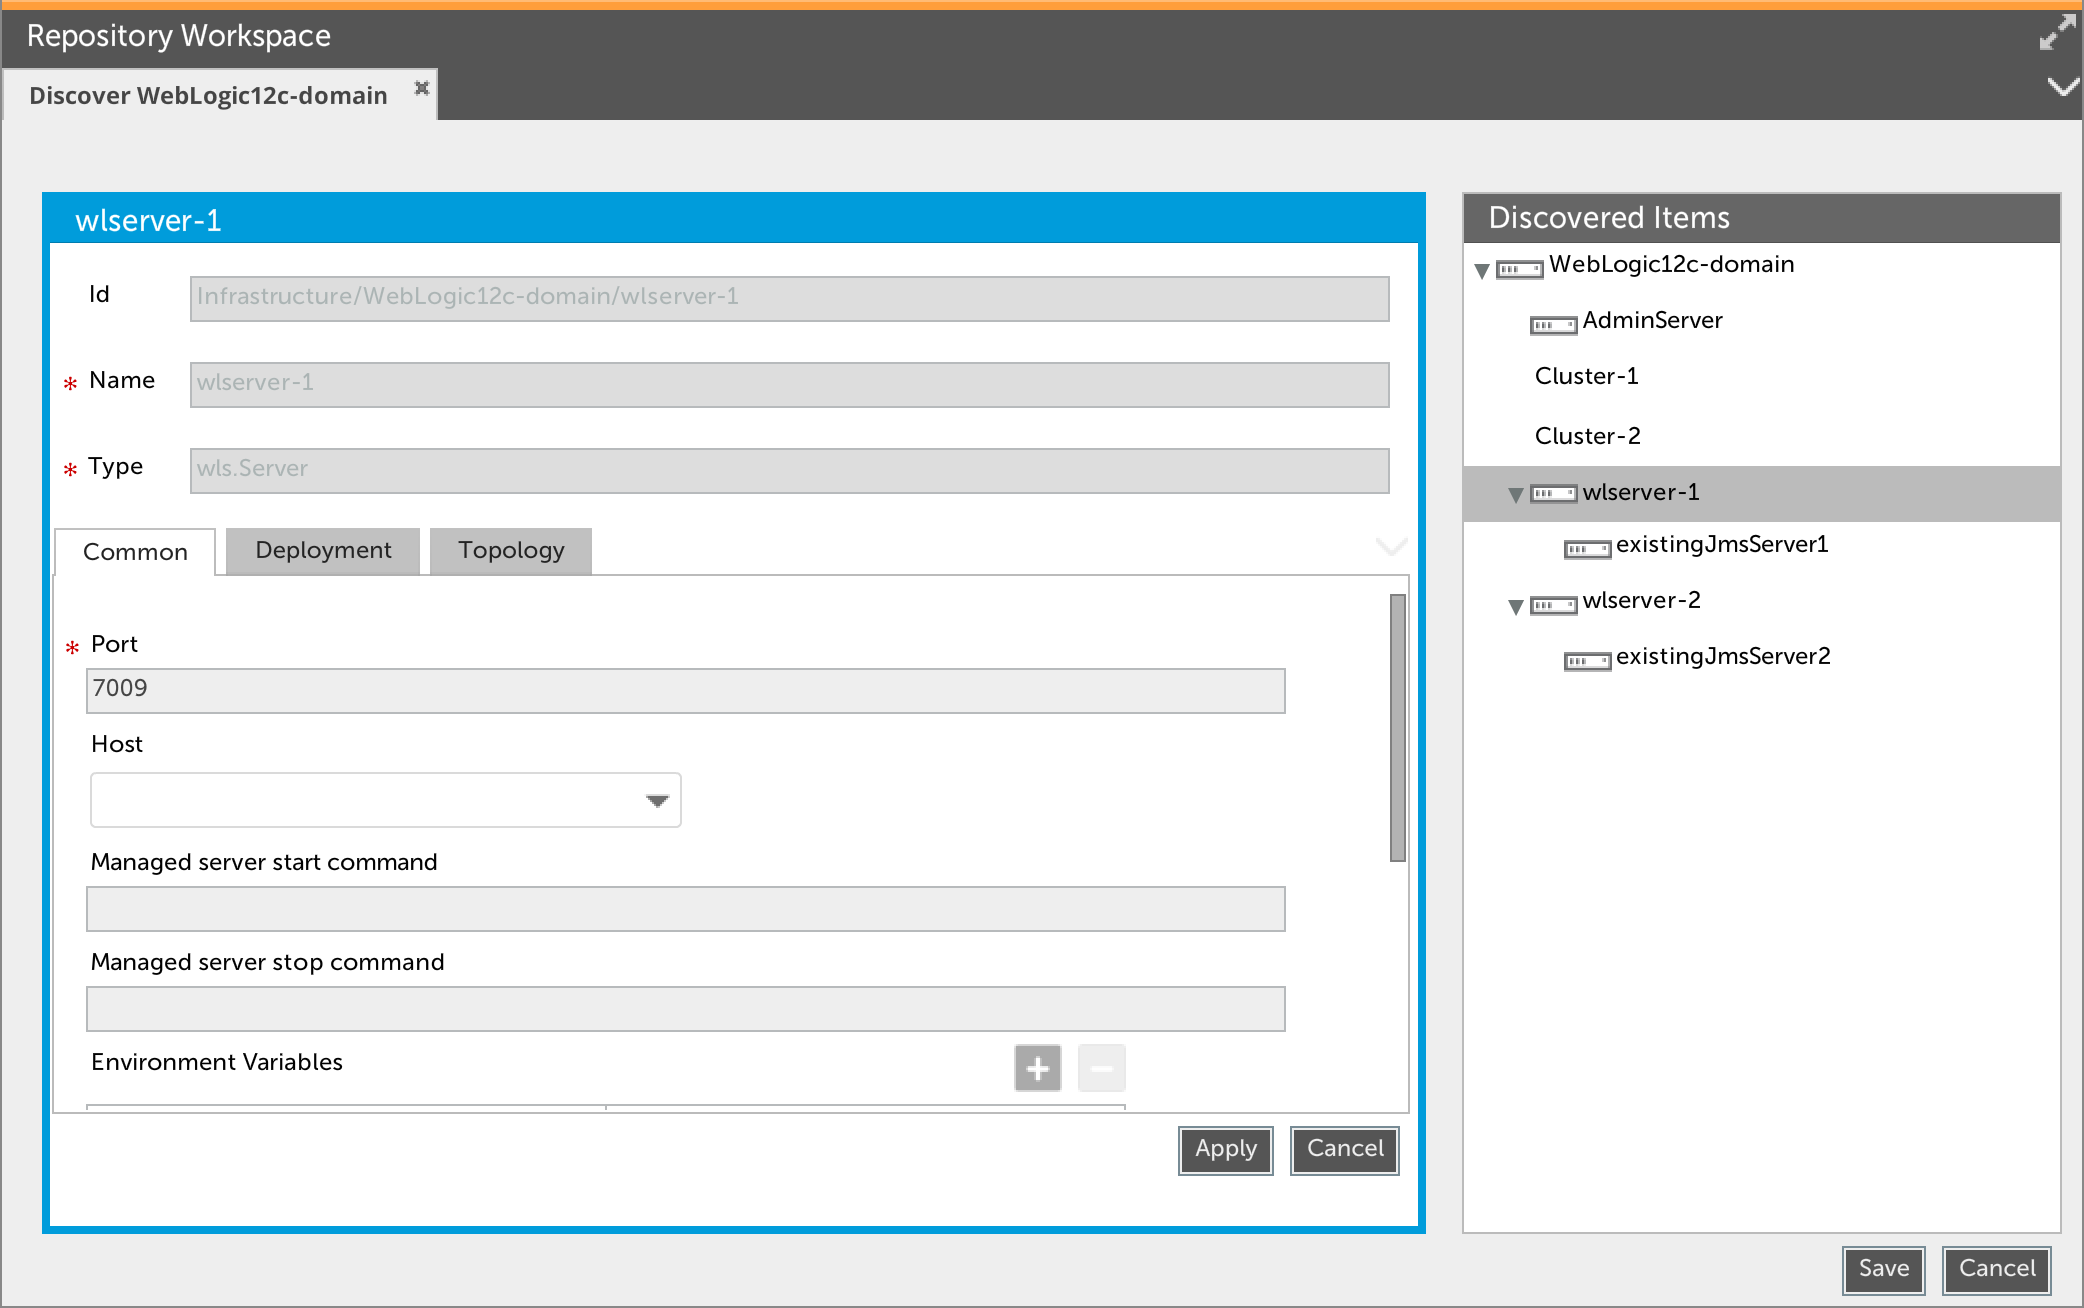 Repository Workspace
Discover WebLogic12c-domain
wlserver-1
Id
Infrastructure/WebLogic12c-domain/wlserver-1
* Name
wlserver-1
* Type
wls.Server
Common
Deployment
Topology
* Port
7009
Host
Managed server start command
Managed server stop command
Environment Variables
Apply
Cancel
Discovered Items
WebLogic12c-domain
AdminServer
Cluster-1
Cluster-2
wlserver-1
existingJmsServer1
wlserver-2
existingJmsServer2
Save
Cancel